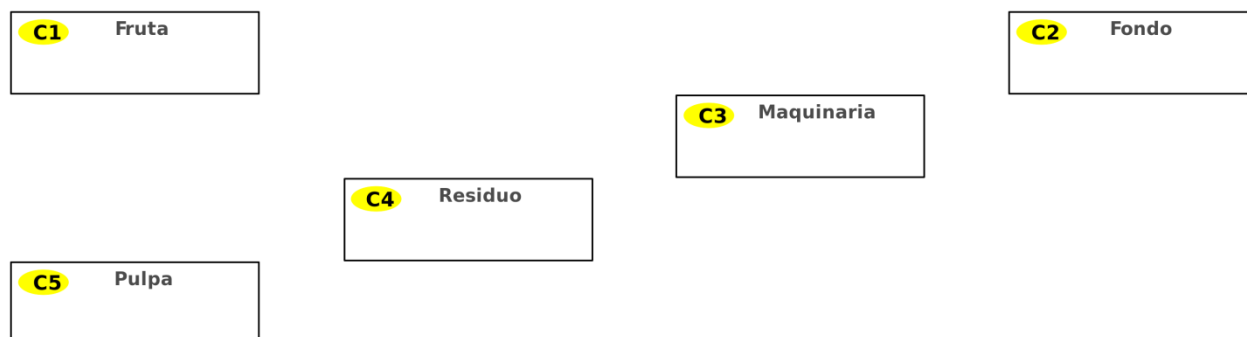 C1 Fruta
C2 Fondo
C3 Maquinaria
C4 Residuo
C5 Pulpa